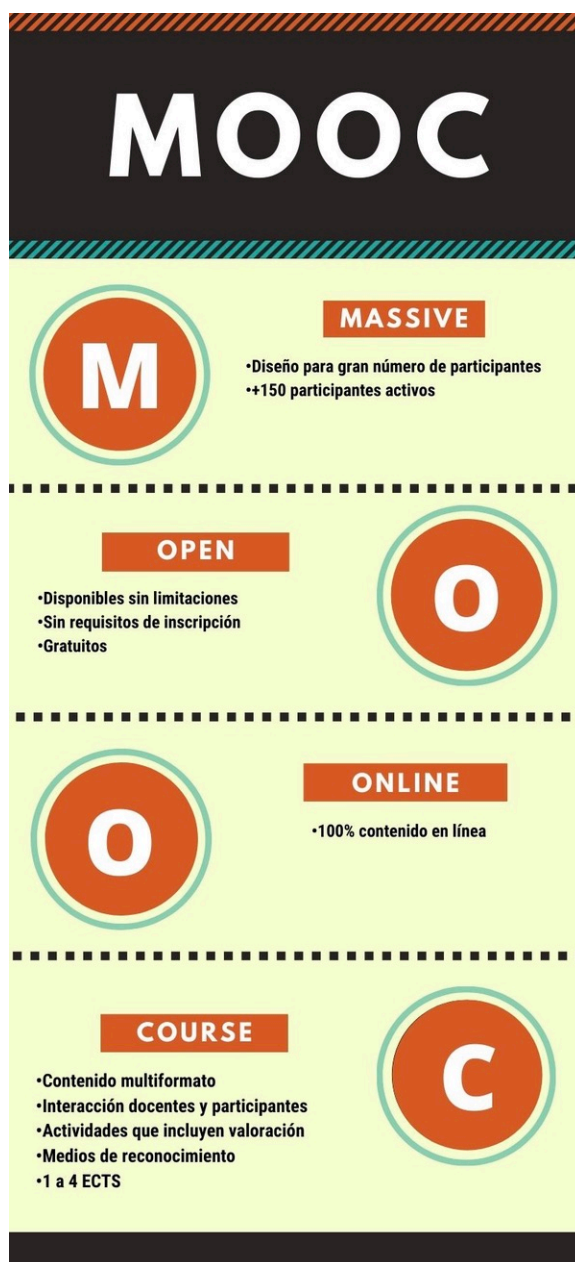 MOOC
M
MASSIVE
•Diseño para gran número de participantes
•+150 participantes activos
OPEN
•Disponibles sin limitaciones
•Sin requisitos de inscripción
•Gratuitos
O
O
ONLINE
•100% contenido en línea
COURSE
•Contenido multiformato
•Interacción docentes y participantes
•Actividades que incluyen valoración
•Medios de reconocimiento
•1 a 4 ECTS
C